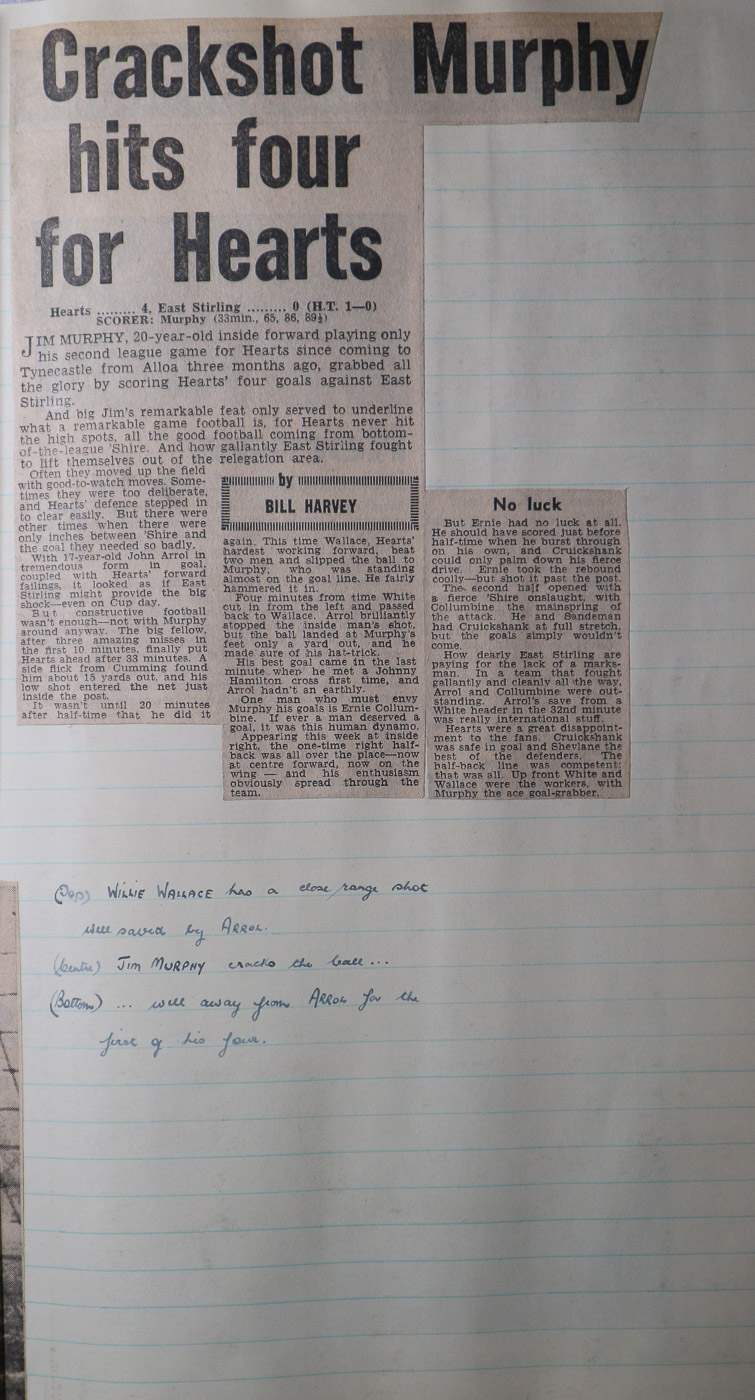 Crackshot Murphy
hits four
for Hearts
Hearts ........ 4, East Stirling ......... 0 (H.T. 1—0)
SCORER: Murphy (33min., 65, 86, 89½)
JIM MURPHY, 20-year-old inside forward playing only
his second league game for Hearts since coming to
Tynecastle from Alloa three months ago, grabbed all
the glory by scoring Hearts' four goals against East
Stirling.
And big Jim's remarkable feat only served to underline
what a remarkable game football is, for Hearts never hit
the high spots, all the good football coming from bottom-
of-the-league 'Shire. And how gallantly East Stirling fought
to lift themselves out of the relegation area.
Often they moved up the field
with good-to-watch moves. Some-
times they were too deliberate,
and Hearts' defence stepped in
to clear easily. But there were
other times when there were
only inches between 'Shire and
the goal they needed so badly.
With 17-year-old John Arrol in
tremendous form in goal,
coupled with Hearts' forward
failings, it looked as if East
Stirling might provide the big
shock—even on Cup day.
But constructive football
wasn't enough—not with Murphy
around anyway. The big fellow,
after three amazing misses in
the first 10 minutes, finally put
Hearts ahead after 33 minutes. A
side flick from Cumming found
him about 15 yards out, and his
low shot entered the net just
inside the post.
It wasn't until 20 minutes
after half-time that he did it
by
BILL HARVEY
again. This time Wallace, Hearts'
hardest working forward, beat
two men and slipped the ball to
Murphy, who was standing
almost on the goal line. He fairly
hammered it in.
Four minutes from time White
cut in from the left and passed
back to Wallace. Arrol brilliantly
stopped the inside man's shot,
but the ball landed at Murphy's
feet only a yard out, and he
made sure of his hat-trick.
His best goal came in the last
minute when he met a Johnny
Hamilton cross first time, and
Arrol hadn't an earthly.
One man who must envy
Murphy his goals is Ernie Collum-
bine. If ever a man deserved a
goal, it was this human dynamo.
Appearing this week at inside
right, the one-time right half-
back was all over the place—now
at centre forward, now on the
wing — and his enthusiasm
obviously spread through the
team.
No luck
But Ernie had no luck at all.
He should have scored just before
half-time when he burst through
on his own, and Cruickshank
could only palm down his fierce
drive. Ernie took the rebound
coolly—but shot it past the post.
The second half opened with
a fierce 'Shire onslaught, with
Collumbine the mainspring of
the attack. He and Sandeman
had Cruickshank at full stretch,
but the goals simply wouldn't
come.
How dearly East Stirling are
paying for the lack of a marks-
man. In a team that fought
gallantly and cleanly all the way,
Arrol and Collumbine were out-
standing. Arrol's save from a
White header in the 32nd minute
was really international stuff.
Hearts were a great disappoint-
ment to the fans. Cruickshank
was safe in goal and Shevlane the
best of the defenders. The
half-back line was competent:
that was all. Up front White and
Wallace were the workers, with
Murphy the ace goal-grabber.
(Top) WILLIE WALLACE has a close range shot
well saved by ARROL.
(Centre) JIM MURPHY cracks the ball ...
(Bottom) ... well away from ARROL for the
first of his four.